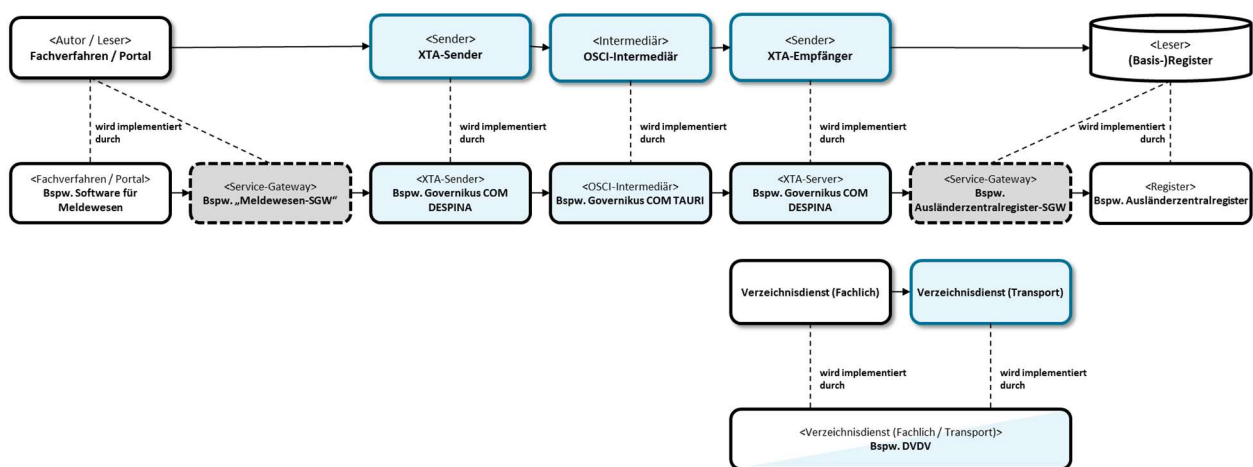 <Autor / Leser>
Fachverfahren / Portal
<Sender>
XTA-Sender
<Intermediär>
OSCI-Intermediär
<Sender>
XTA-Empfänger
<Leser>
(Basis-)Register
wird implementiert
durch
wird implementiert
durch
wird implementiert
durch
wird implementiert
durch
wird implementiert
durch
<Fachverfahren / Portal>
Bspw. Software für
Meldewesen
<Service-Gateway>
Bspw. „Meldewesen-SGW“
<XTA-Sender>
Bspw. Governikus COM
DESPINA
<OSCI-Intermediär>
Bspw. Governikus COM TAURI
<XTA-Server>
Bspw. Governikus COM
DESPINA
<Service-Gateway>
Bspw.
Ausländerzentralregister-SGW
<Register>
Bspw. Ausländerzentralregister
Verzeichnisdienst (Fachlich)
Verzeichnisdienst (Transport)
wird implementiert
durch
wird implementiert
durch
<Verzeichnisdienst (Fachlich / Transport)>
Bspw. DVDV